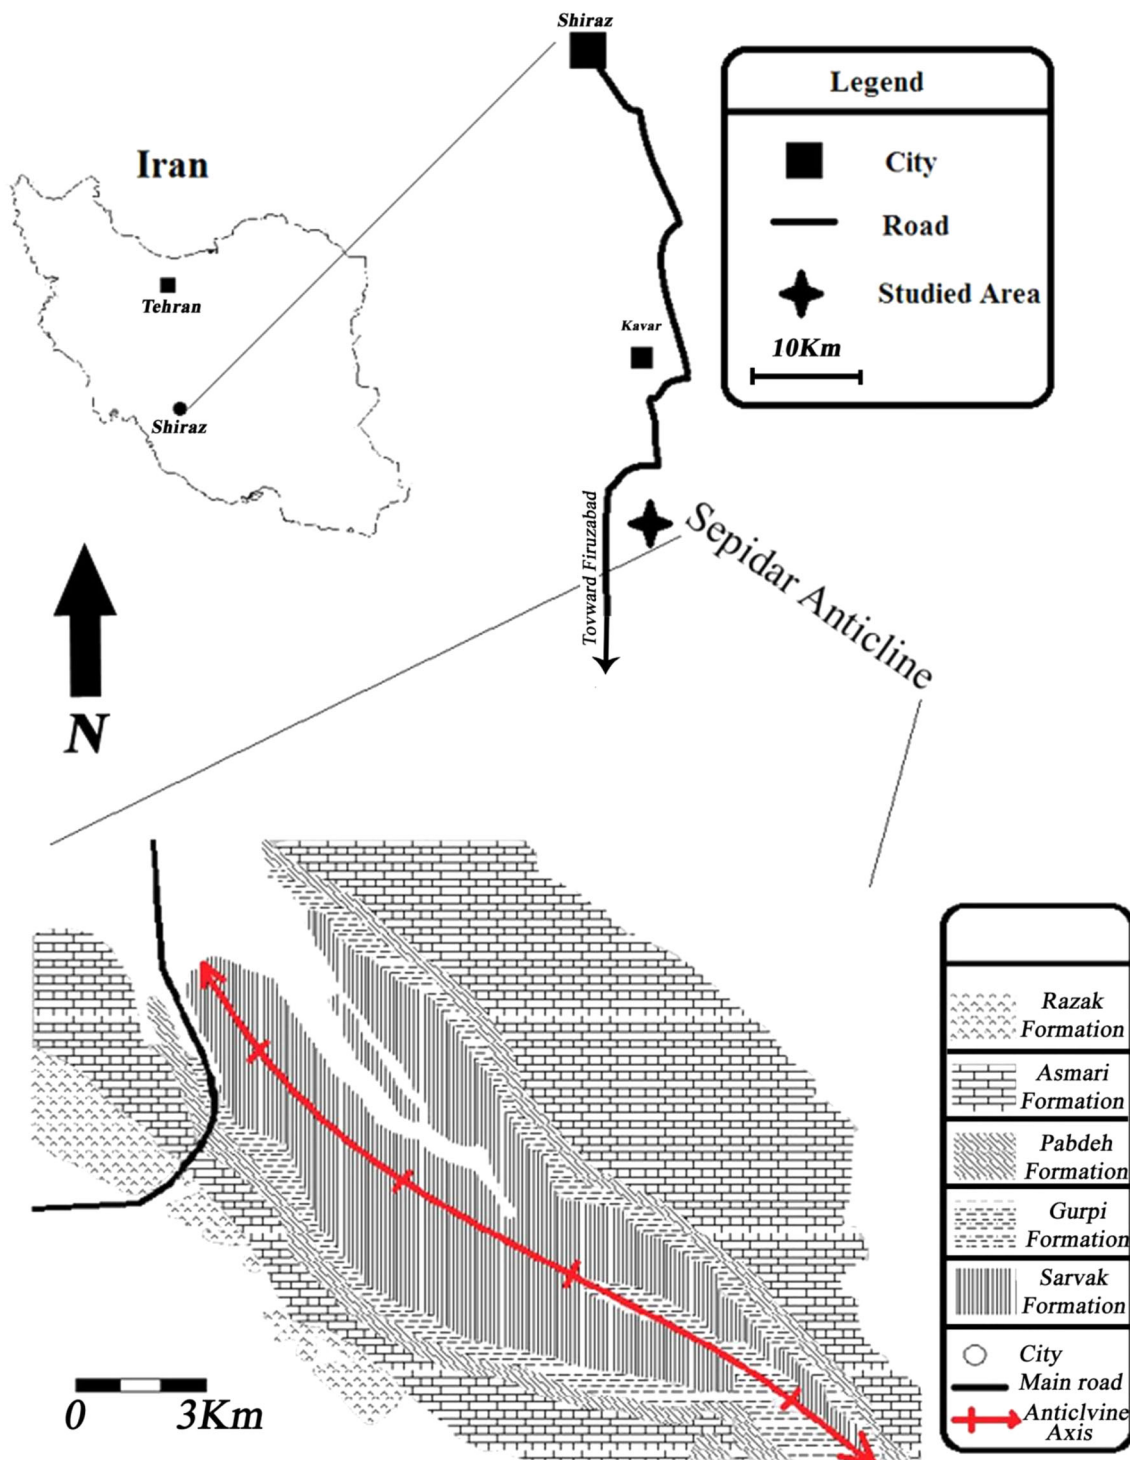 Shiraz
Legend
City
Road
Studied Area
10Km
Iran
Tehran
Shiraz
Kavar
Tovward Firuzabad
Sepidar Anticline
N
0 3Km
Razak
Formation
Asmari
Formation
Pabdeh
Formation
Gurpi
Formation
Sarvak
Formation
City
Main road
Anticlvine
Axis